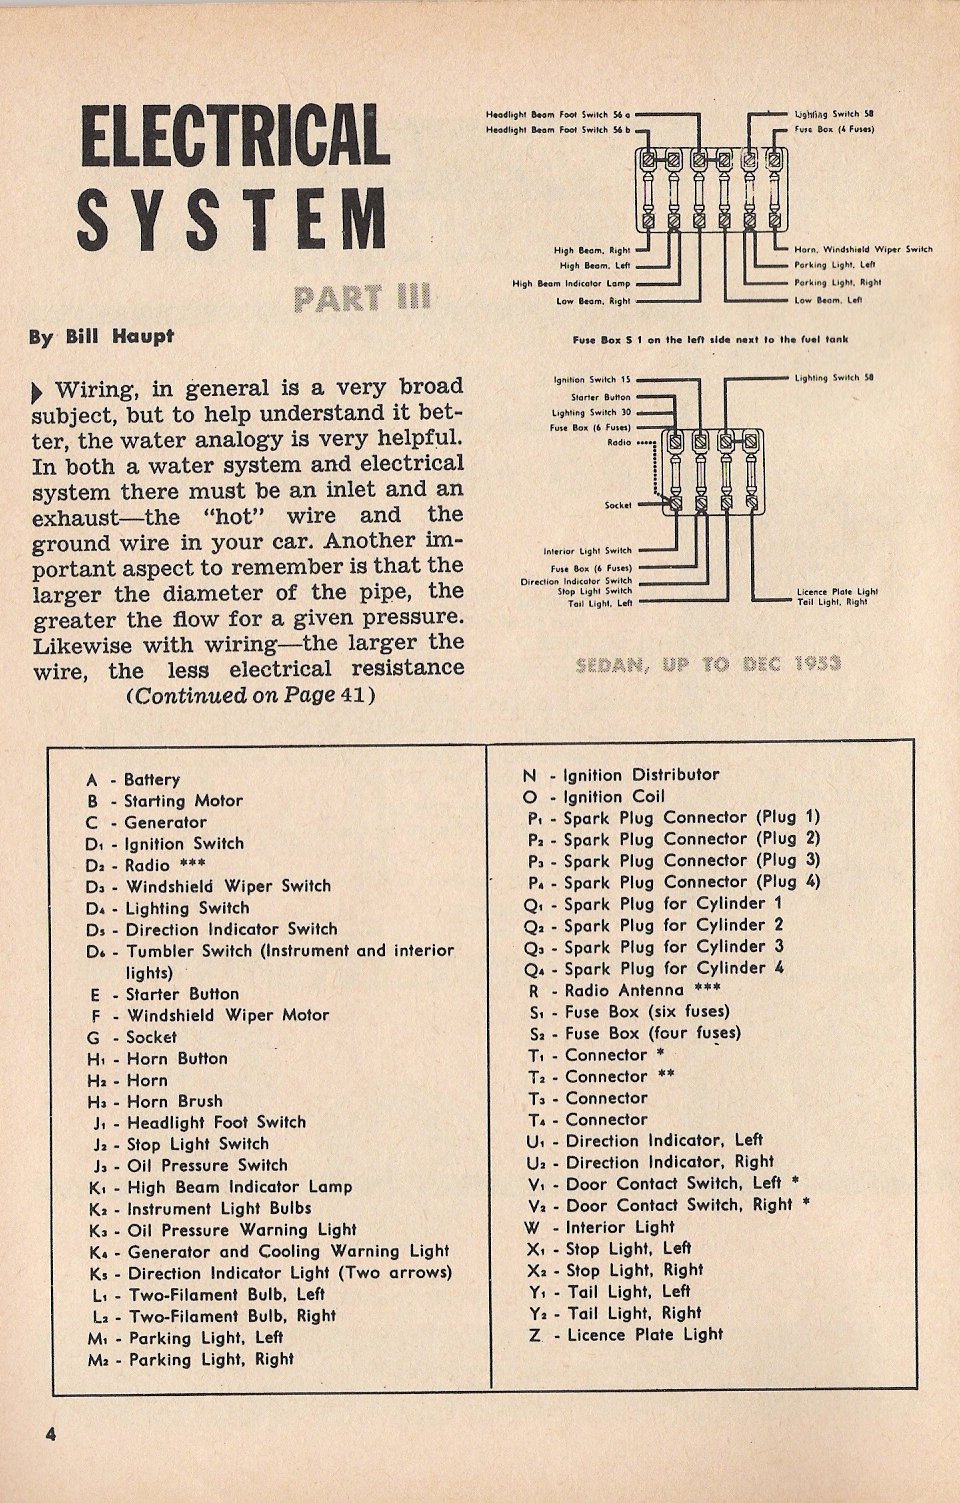 ELECTRICAL
SYSTEM
PART III
By Bill Haupt
Wiring, in general is a very broad
subject, but to help understand it bet-
ter, the water analogy is very helpful.
In both a water system and electrical
system there must be an inlet and an
exhaust—the "hot" wire and the
ground wire in your car. Another im-
portant aspect to remember is that the
larger the diameter of the pipe, the
greater the flow for a given pressure.
Likewise with wiring—the larger the
wire, the less electrical resistance
(Continued on Page 41)
Headlight Beam Foot Switch 56 a
Headlight Beam Foot Switch 56 b
Lighting Switch 58
Fuse Box (4 Fuses)
High Beam, Right
High Beam, Left
High Beam Indicator Lamp
Low Beam, Right
Horn, Windshield Wiper Switch
Parking Light, Left
Parking Light, Right
Low Beam, Left
Fuse Box S 1 on the left side next to the fuel tank
Ignition Switch 15
Starter Button
Lighting Switch 30
Fuse Box (6 Fuses)
Radio
Lighting Switch 58
Socket
Interior Light Switch
Fuse Box (6 Fuses)
Direction Indicator Switch
Stop Light Switch
Tail Light, Left
Licence Plate Light
Tail Light, Right
SEDAN, UP TO DEC 1953
A - Battery
B - Starting Motor
C - Generator
D1 - Ignition Switch
D2 - Radio ***
D3 - Windshield Wiper Switch
D4 - Lighting Switch
D5 - Direction Indicator Switch
D6 - Tumbler Switch (Instrument and interior
lights)
E - Starter Button
F - Windshield Wiper Motor
G - Socket
H1 - Horn Button
H2 - Horn
H3 - Horn Brush
J1 - Headlight Foot Switch
J2 - Stop Light Switch
J3 - Oil Pressure Switch
K1 - High Beam Indicator Lamp
K2 - Instrument Light Bulbs
K3 - Oil Pressure Warning Light
K4 - Generator and Cooling Warning Light
K5 - Direction Indicator Light (Two arrows)
L1 - Two-Filament Bulb, Left
L2 - Two-Filament Bulb, Right
M1 - Parking Light, Left
M2 - Parking Light, Right
N - Ignition Distributor
O - Ignition Coil
P1 - Spark Plug Connector (Plug 1)
P2 - Spark Plug Connector (Plug 2)
P3 - Spark Plug Connector (Plug 3)
P4 - Spark Plug Connector (Plug 4)
Q1 - Spark Plug for Cylinder 1
Q2 - Spark Plug for Cylinder 2
Q3 - Spark Plug for Cylinder 3
Q4 - Spark Plug for Cylinder 4
R - Radio Antenna ***
S1 - Fuse Box (six fuses)
S2 - Fuse Box (four fuses)
T1 - Connector *
T2 - Connector **
T3 - Connector
T4 - Connector
U1 - Direction Indicator, Left
U2 - Direction Indicator, Right
V1 - Door Contact Switch, Left *
V2 - Door Contact Switch, Right *
W - Interior Light
X1 - Stop Light, Left
X2 - Stop Light, Right
Y1 - Tail Light, Left
Y2 - Tail Light, Right
Z - Licence Plate Light
4